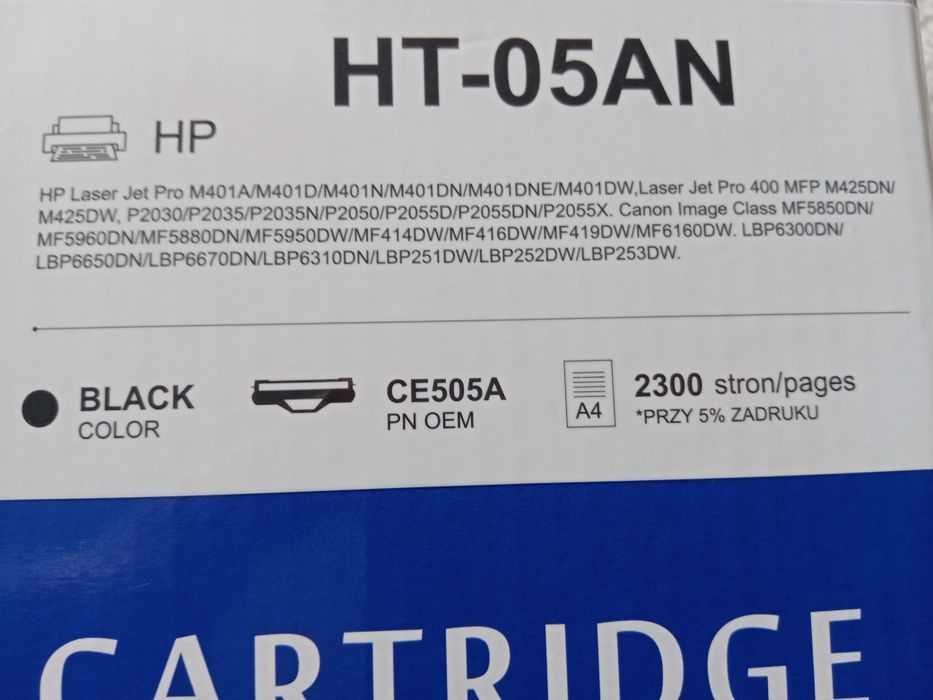 HT-05AN
HP
HP Laser Jet Pro M401A/M401D/M401N/M401DN/M401DNE/M401DW,Laser Jet Pro 400 MFP M425DN/
M425DW, P2030/P2035/P2035N/P2050/P2055D/P2055DN/P2055X. Canon Image Class MF5850DN/
MF5960DN/MF5880DN/MF5950DW/MF414DW/MF416DW/MF419DW/MF6160DW. LBP6300DN/
LBP6650DN/LBP6670DN/LBP6310DN/LBP251DW/LBP252DW/LBP253DW.
BLACK
COLOR
CE505A
PN OEM
A4
2300 stron/pages
*PRZY 5% ZADRUKU
CARTRIDGE